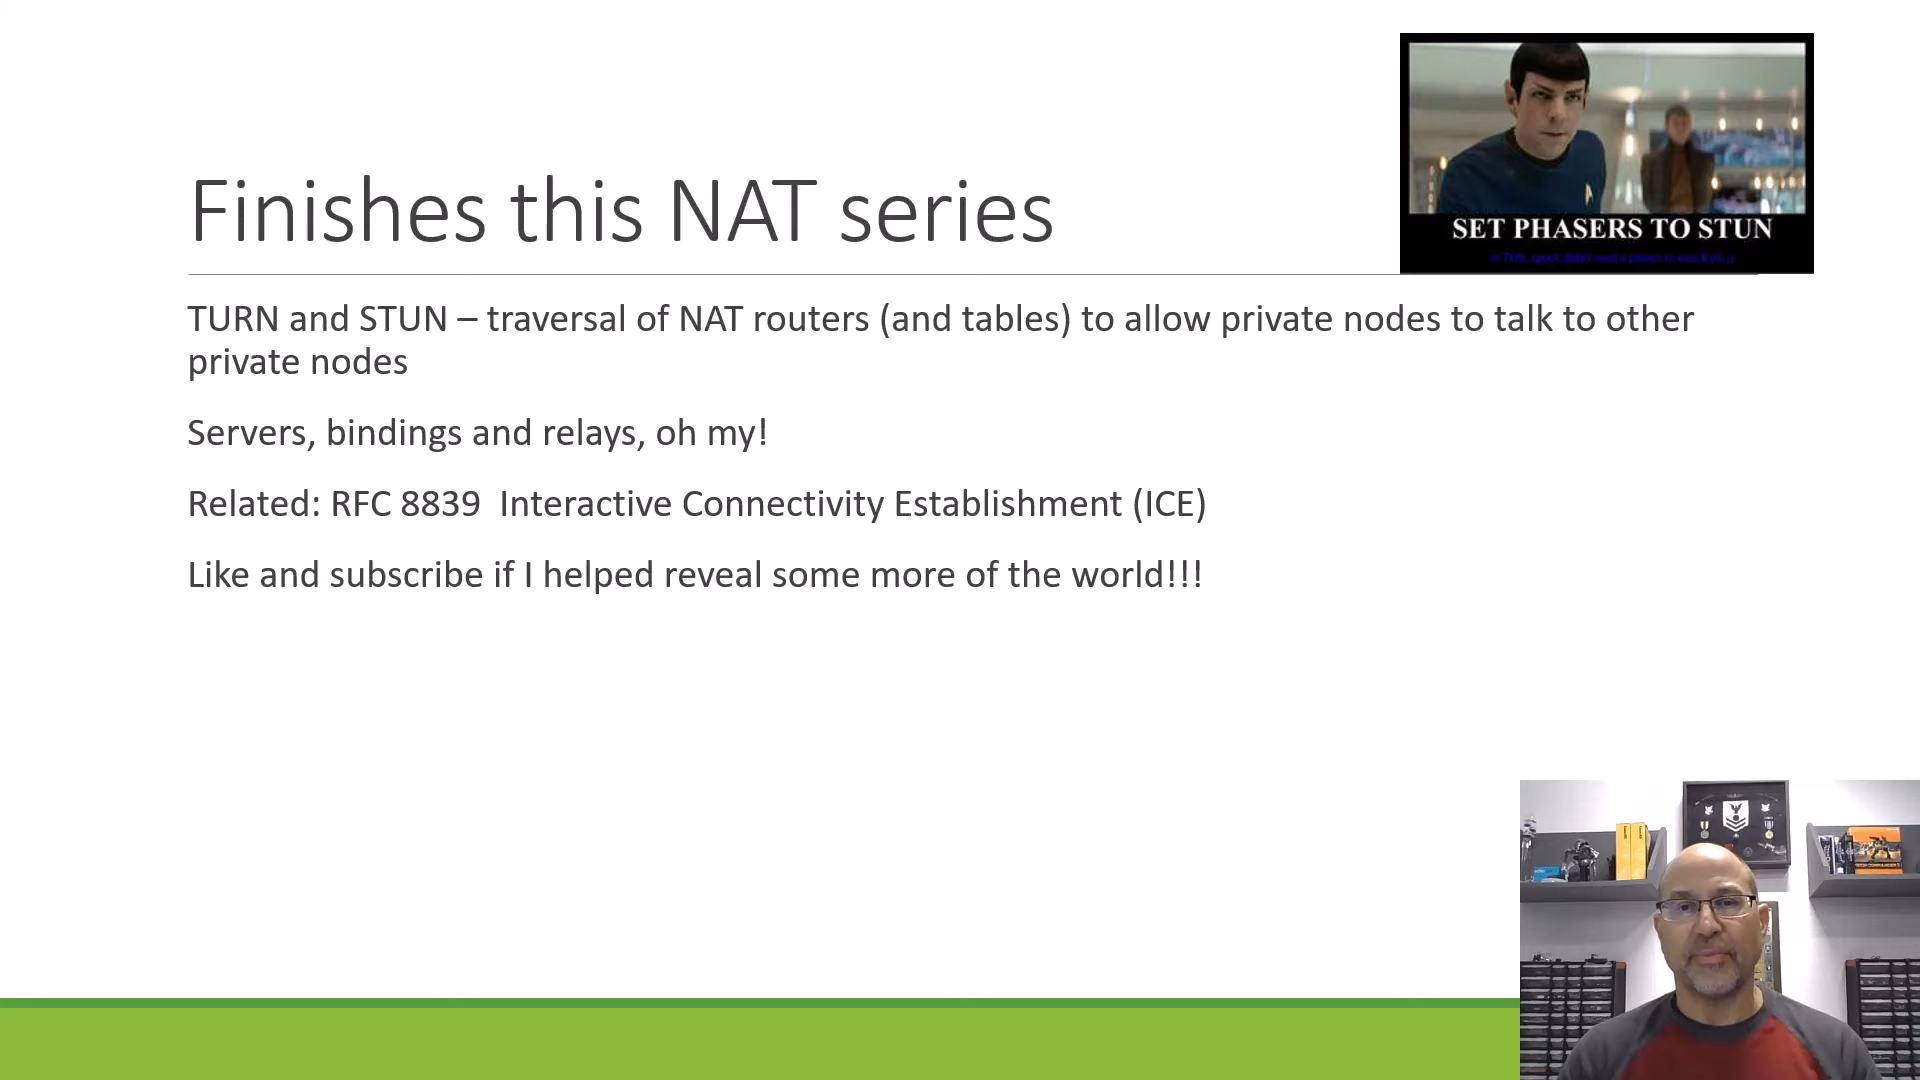 Finishes this NAT series
SET PHASERS TO STUN
TURN and STUN – traversal of NAT routers (and tables) to allow private nodes to talk to other
private nodes
Servers, bindings and relays, oh my!
Related: RFC 8839  Interactive Connectivity Establishment (ICE)
Like and subscribe if I helped reveal some more of the world!!!